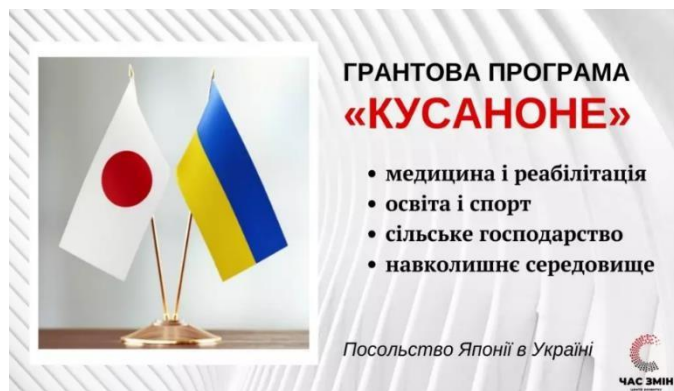 ГРАНТОВА ПРОГРАМА
«КУСАНОНЕ»
• медицина і реабілітація
• освіта і спорт
• сільське господарство
• навколишнє середовище
Посольство Японії в Україні
ЧАС ЗМІН